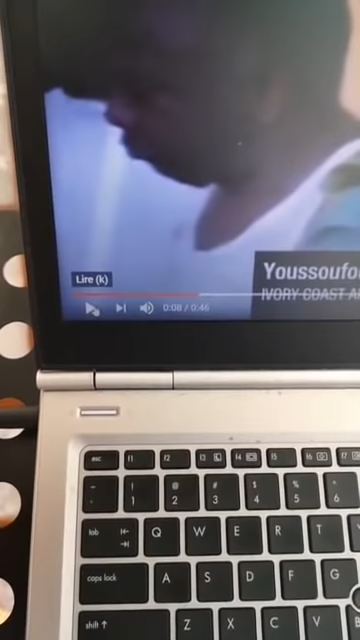 Lire (k)
Youssoufo
IVORY COAST
0:08 / 0:46
esc f1 f2 f3 f4 f5 f6 f7
~ ! 1 @ 2 # 3 $ 4 % 5 ^ 6
tab Q W E R T
caps lock A S D F G
shift Z X C V